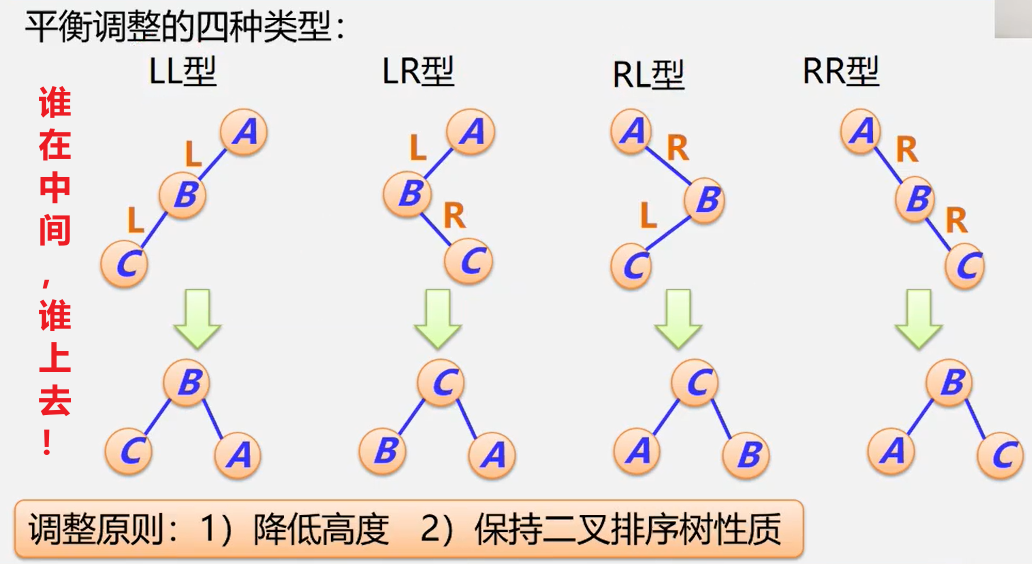 平衡调整的四种类型：
LL型 LR型 RL型 RR型
谁在中间，谁上去！
A A A A
L L R R
B B B B
L R L R
C C C C
B C C B
C A B A A B A C
调整原则：1）降低高度 2）保持二叉排序树性质